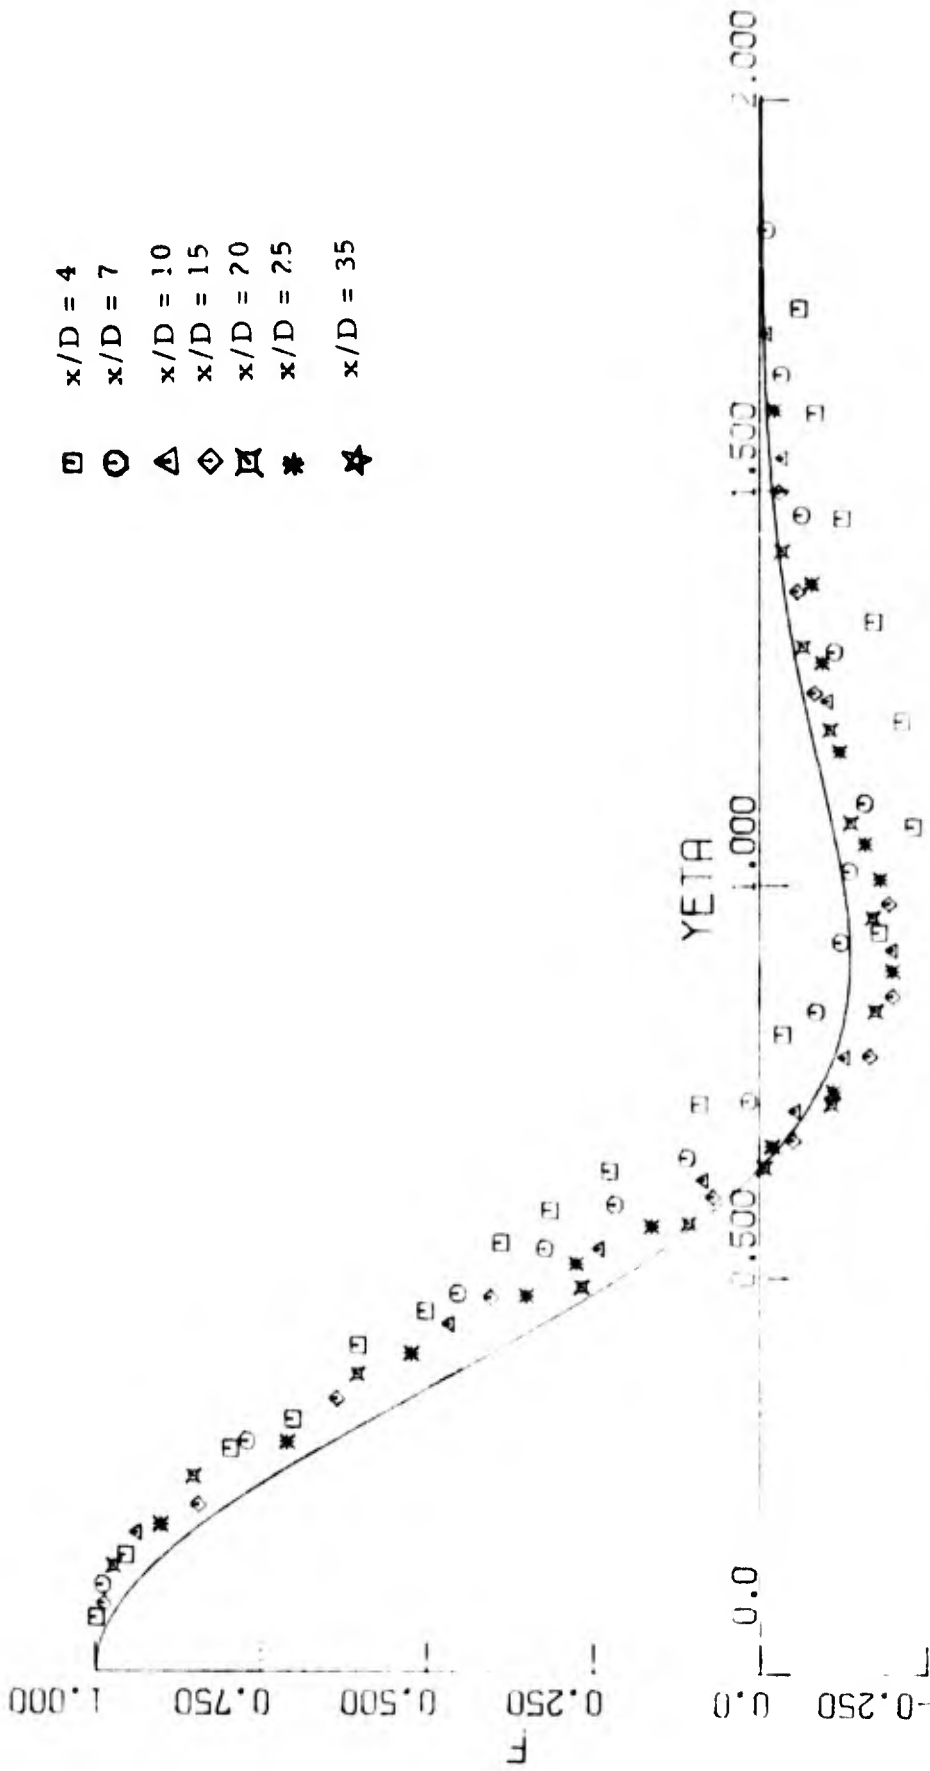 x/D = 4
x/D = 7
x/D = 10
x/D = 15
x/D = 20
x/D = 25
x/D = 35
1.000
0.750
0.500
0.250
0.0
-0.250
F
0.0
0.500
1.000
1.500
2.000
YETA